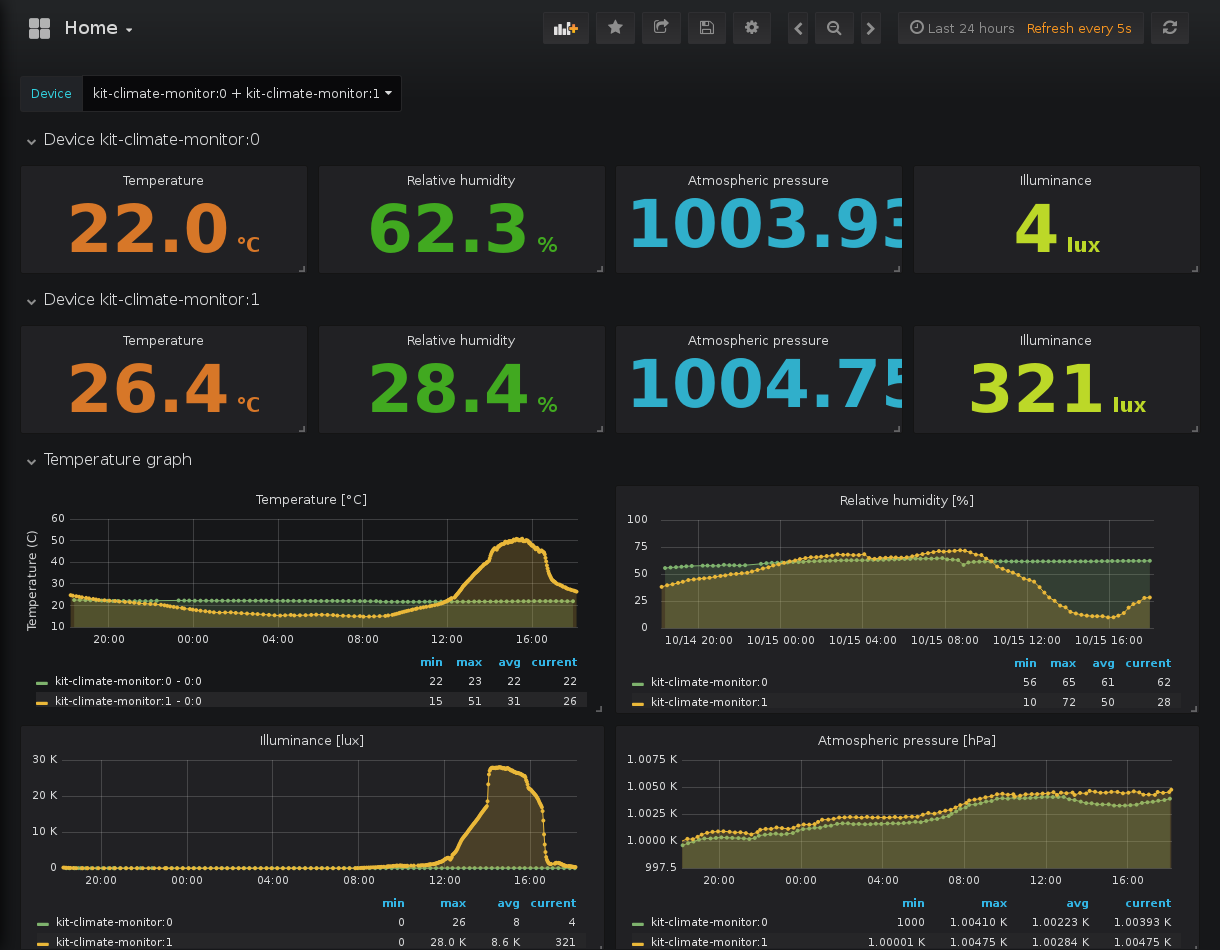 Home
Last 24 hours Refresh every 5s
Device kit-climate-monitor:0 + kit-climate-monitor:1
Device kit-climate-monitor:0
Temperature Relative humidity Atmospheric pressure Illuminance
22.0 °C 62.3 % 1003.93 4 lux
Device kit-climate-monitor:1
Temperature Relative humidity Atmospheric pressure Illuminance
26.4 °C 28.4 % 1004.75 321 lux
Temperature graph
Temperature [°C]
Temperature (C)
60
50
40
30
20
10
20:00 00:00 04:00 08:00 12:00 16:00
min max avg current
kit-climate-monitor:0 - 0:0 22 23 22 22
kit-climate-monitor:1 - 0:0 15 51 31 26
Relative humidity [%]
100
75
50
25
0
10/14 20:00 10/15 00:00 10/15 04:00 10/15 08:00 10/15 12:00 10/15 16:00
min max avg current
kit-climate-monitor:0 56 65 61 62
kit-climate-monitor:1 10 72 50 28
Illuminance [lux]
30 K
20 K
10 K
0
20:00 00:00 04:00 08:00 12:00 16:00
min max avg current
kit-climate-monitor:0 0 26 8 4
kit-climate-monitor:1 0 28.0 K 8.6 K 321
Atmospheric pressure [hPa]
1.0075 K
1.0050 K
1.0025 K
1.0000 K
997.5
20:00 00:00 04:00 08:00 12:00 16:00
min max avg current
kit-climate-monitor:0 1000 1.00410 K 1.00223 K 1.00393 K
kit-climate-monitor:1 1.00001 K 1.00475 K 1.00284 K 1.00475 K